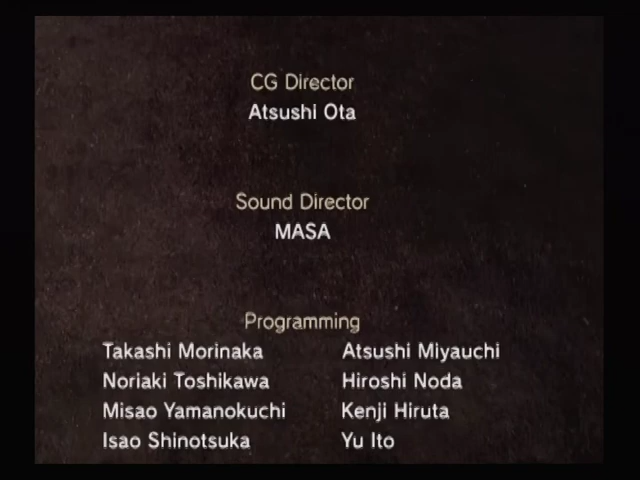 CG Director
Atsushi Ota
Sound Director
MASA
Programming
Takashi Morinaka Atsushi Miyauchi
Noriaki Toshikawa Hiroshi Noda
Misao Yamanokuchi Kenji Hiruta
Isao Shinotsuka Yu Ito